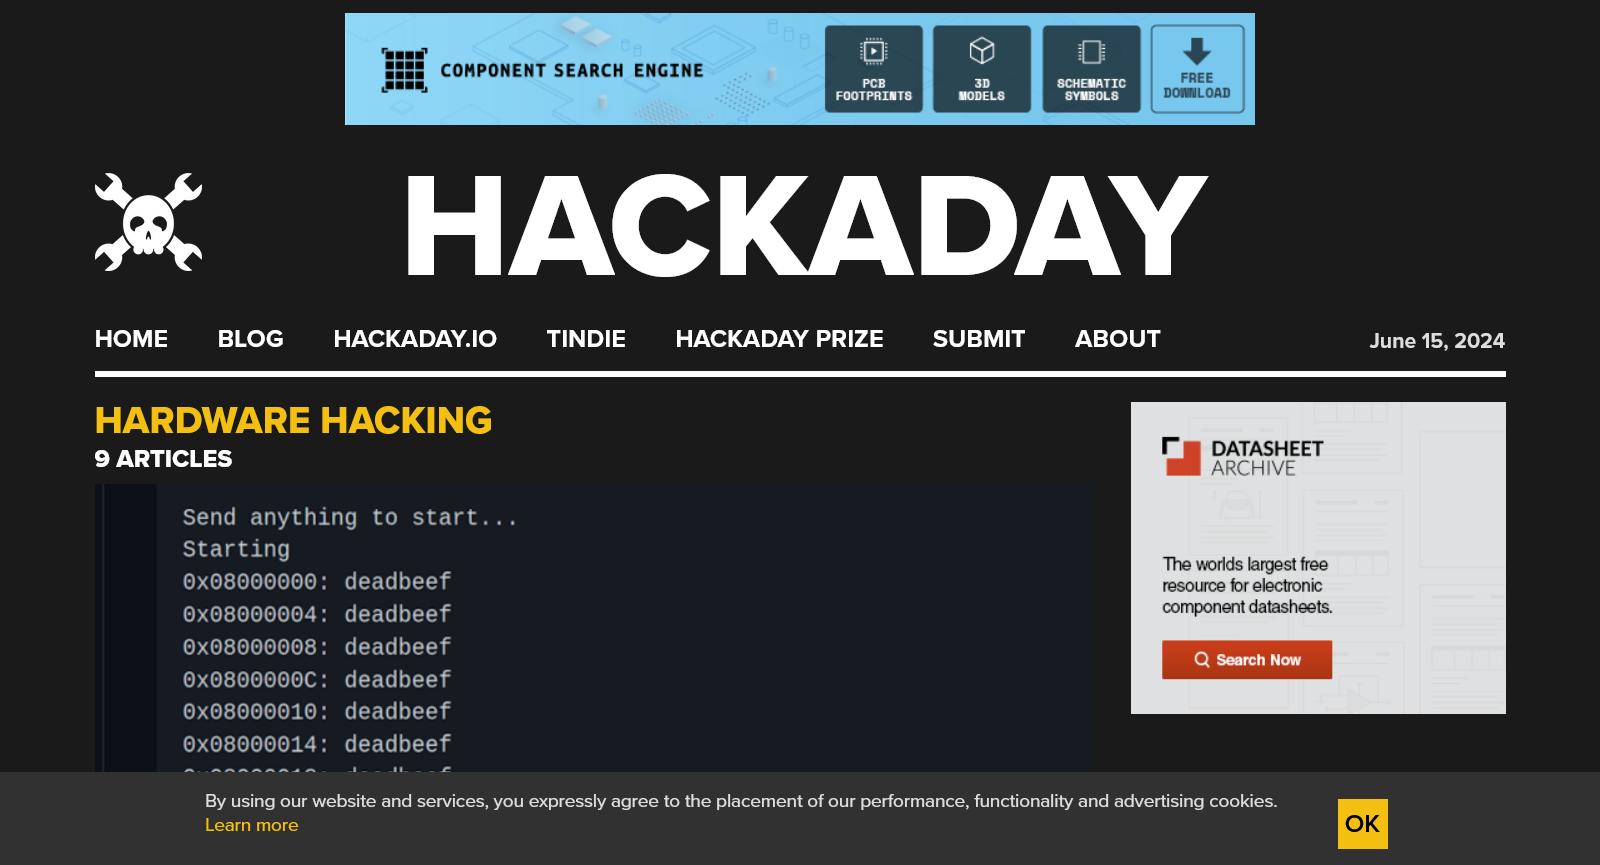 COMPONENT SEARCH ENGINE
PCB
FOOTPRINTS
3D
MODELS
SCHEMATIC
SYMBOLS
FREE
DOWNLOAD
HACKADAY
HOME BLOG HACKADAY.IO TINDIE HACKADAY PRIZE SUBMIT ABOUT June 15, 2024
HARDWARE HACKING
9 ARTICLES
Send anything to start...
Starting
0x08000000: deadbeef
0x08000004: deadbeef
0x08000008: deadbeef
0x0800000C: deadbeef
0x08000010: deadbeef
0x08000014: deadbeef
DATASHEET
ARCHIVE
The worlds largest free
resource for electronic
component datasheets.
Search Now
By using our website and services, you expressly agree to the placement of our performance, functionality and advertising cookies.
Learn more
OK